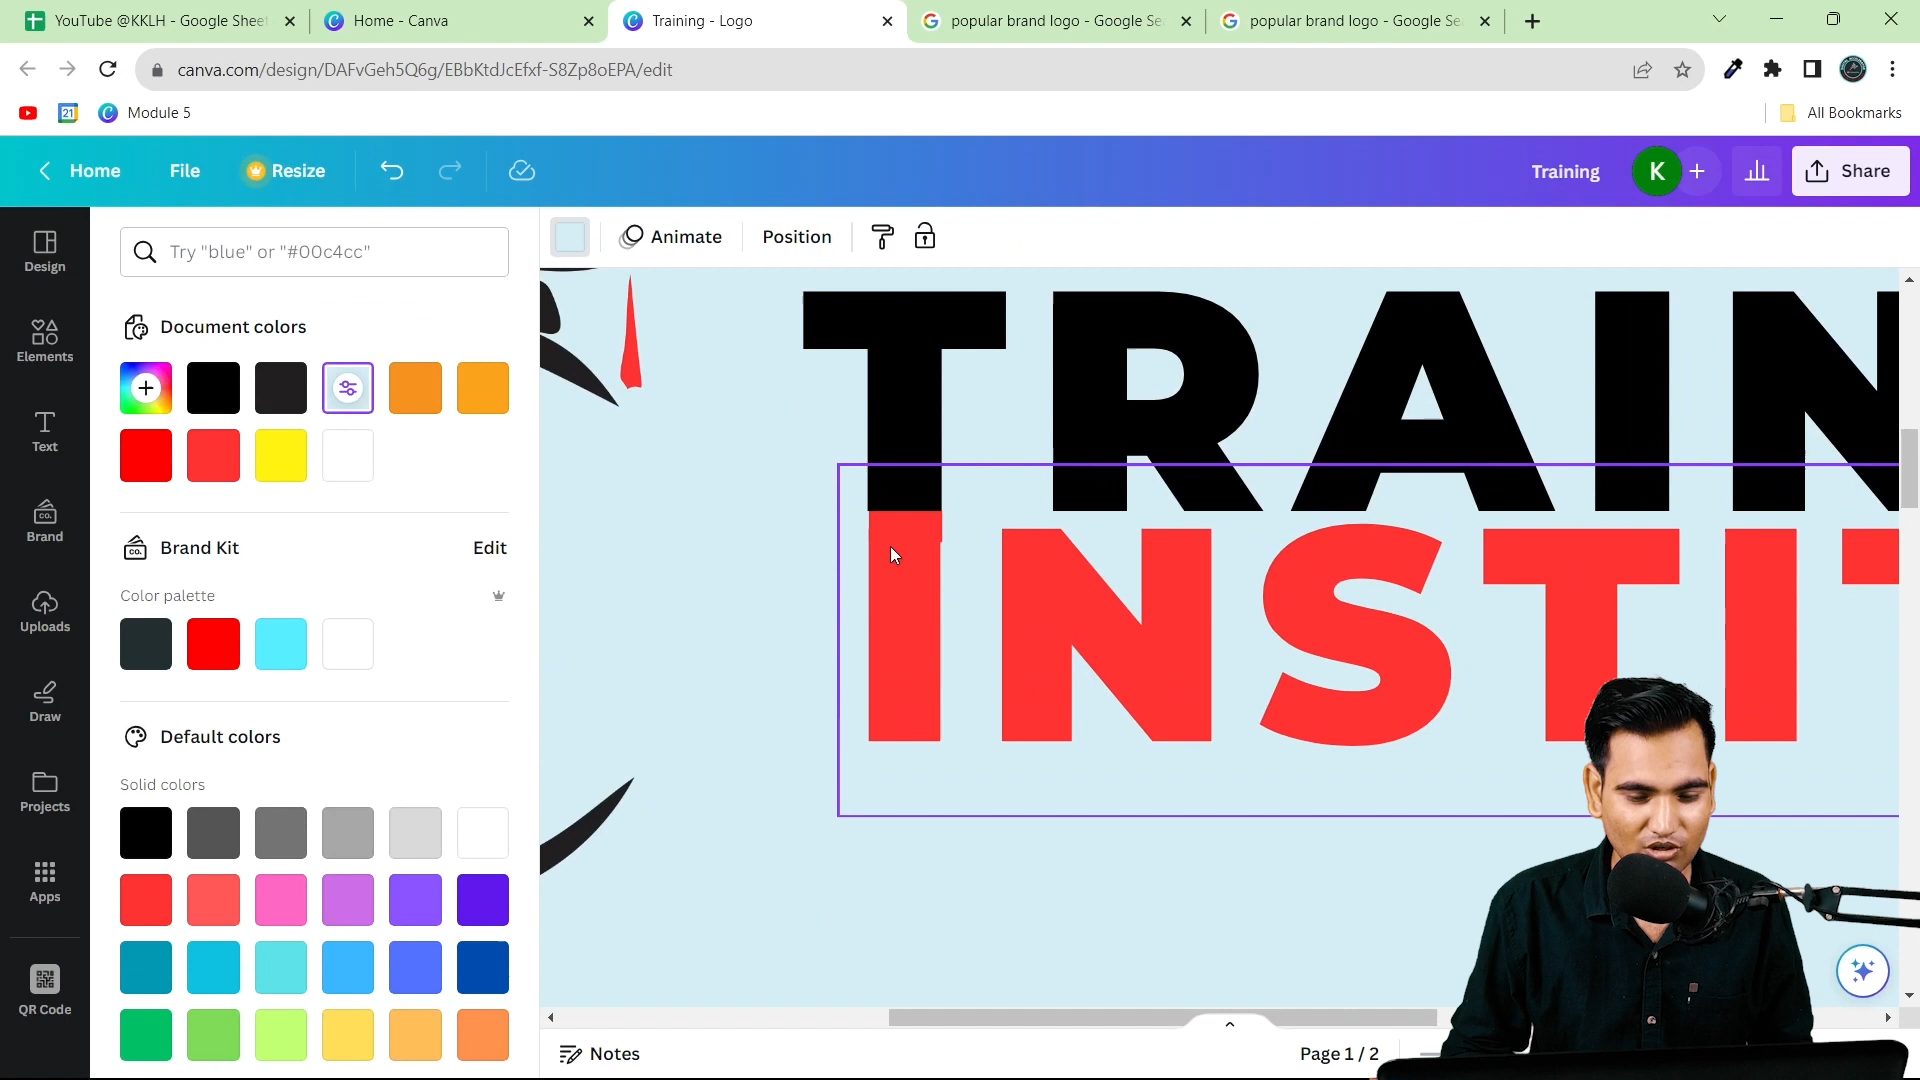 YouTube @KKLH - Google Sheet
Home - Canva
Training - Logo
popular brand logo - Google Se
popular brand logo - Google Se
canva.com/design/DAFvGeh5Q6g/EBbKtdJcEfxf-S8Zp8oEPA/edit
21
Module 5
All Bookmarks
Home
File
Resize
Training
K
Share
Design
Elements
Text
Brand
Uploads
Draw
Projects
Apps
QR Code
Try "blue" or "#00c4cc"
Document colors
Brand Kit
Edit
Color palette
Default colors
Solid colors
Animate
Position
TRAIN
INSTIT
Notes
Page 1 / 2